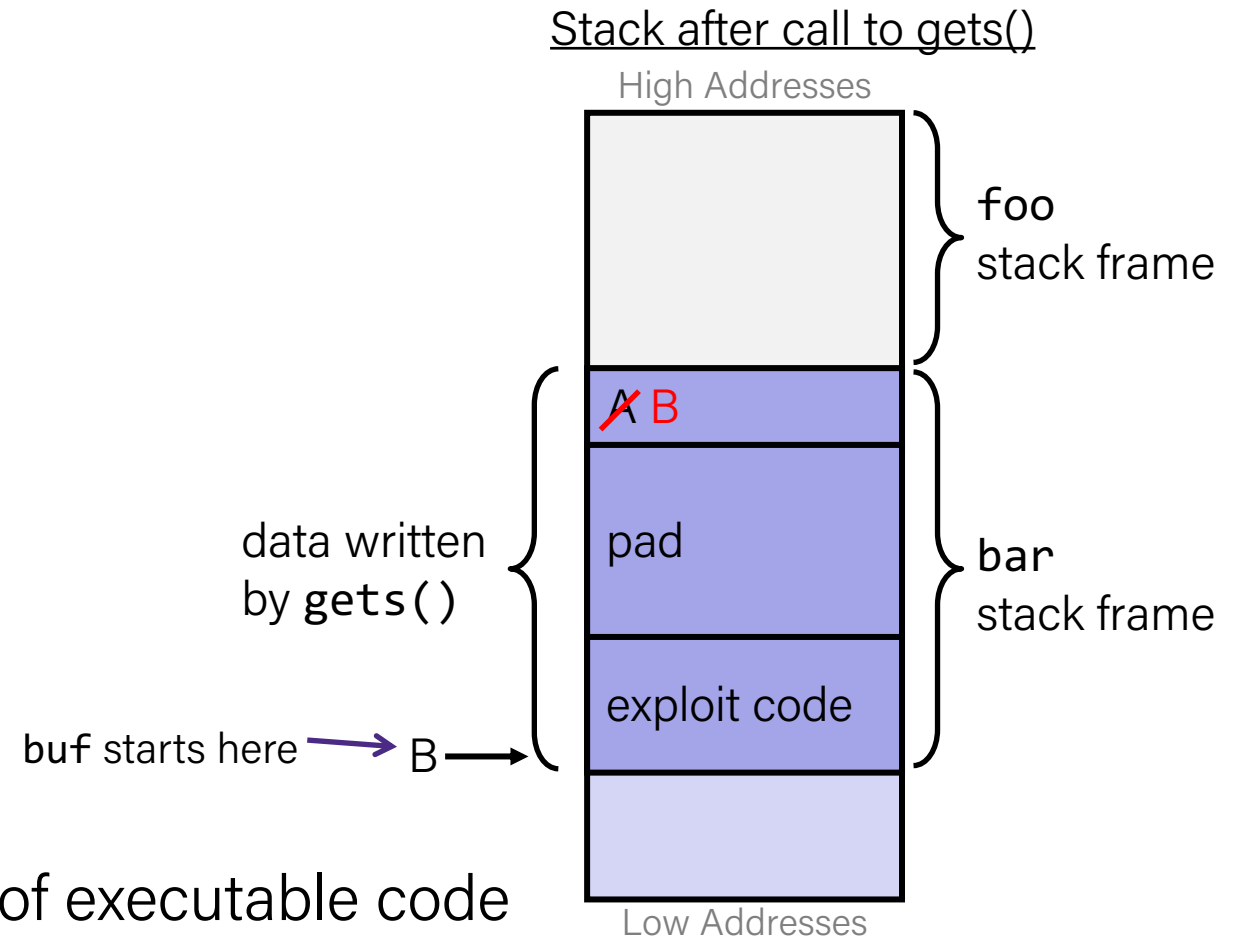 Stack after call to gets()
High Addresses
foo
stack frame
A B
data written
by gets()
pad
bar
stack frame
exploit code
buf starts here
B
of executable code
Low Addresses